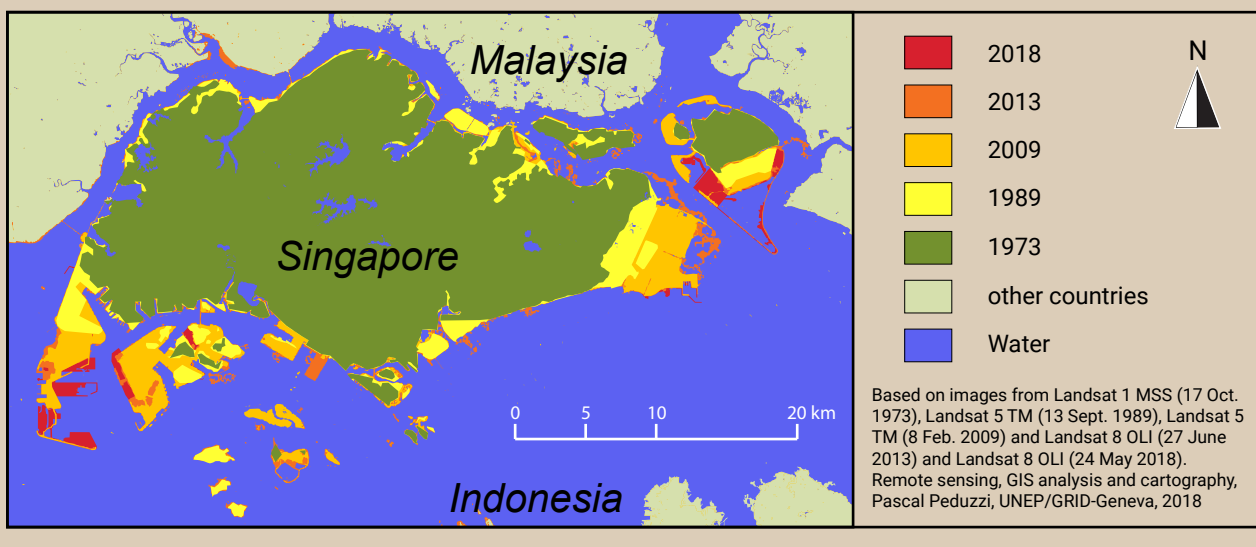 Malaysia
Singapore
Indonesia
0 5 10 20 km
2018
2013
2009
1989
1973
other countries
Water
N
Based on images from Landsat 1 MSS (17 Oct.
1973), Landsat 5 TM (13 Sept. 1989), Landsat 5
TM (8 Feb. 2009) and Landsat 8 OLI (27 June
2013) and Landsat 8 OLI (24 May 2018).
Remote sensing, GIS analysis and cartography,
Pascal Peduzzi, UNEP/GRID-Geneva, 2018